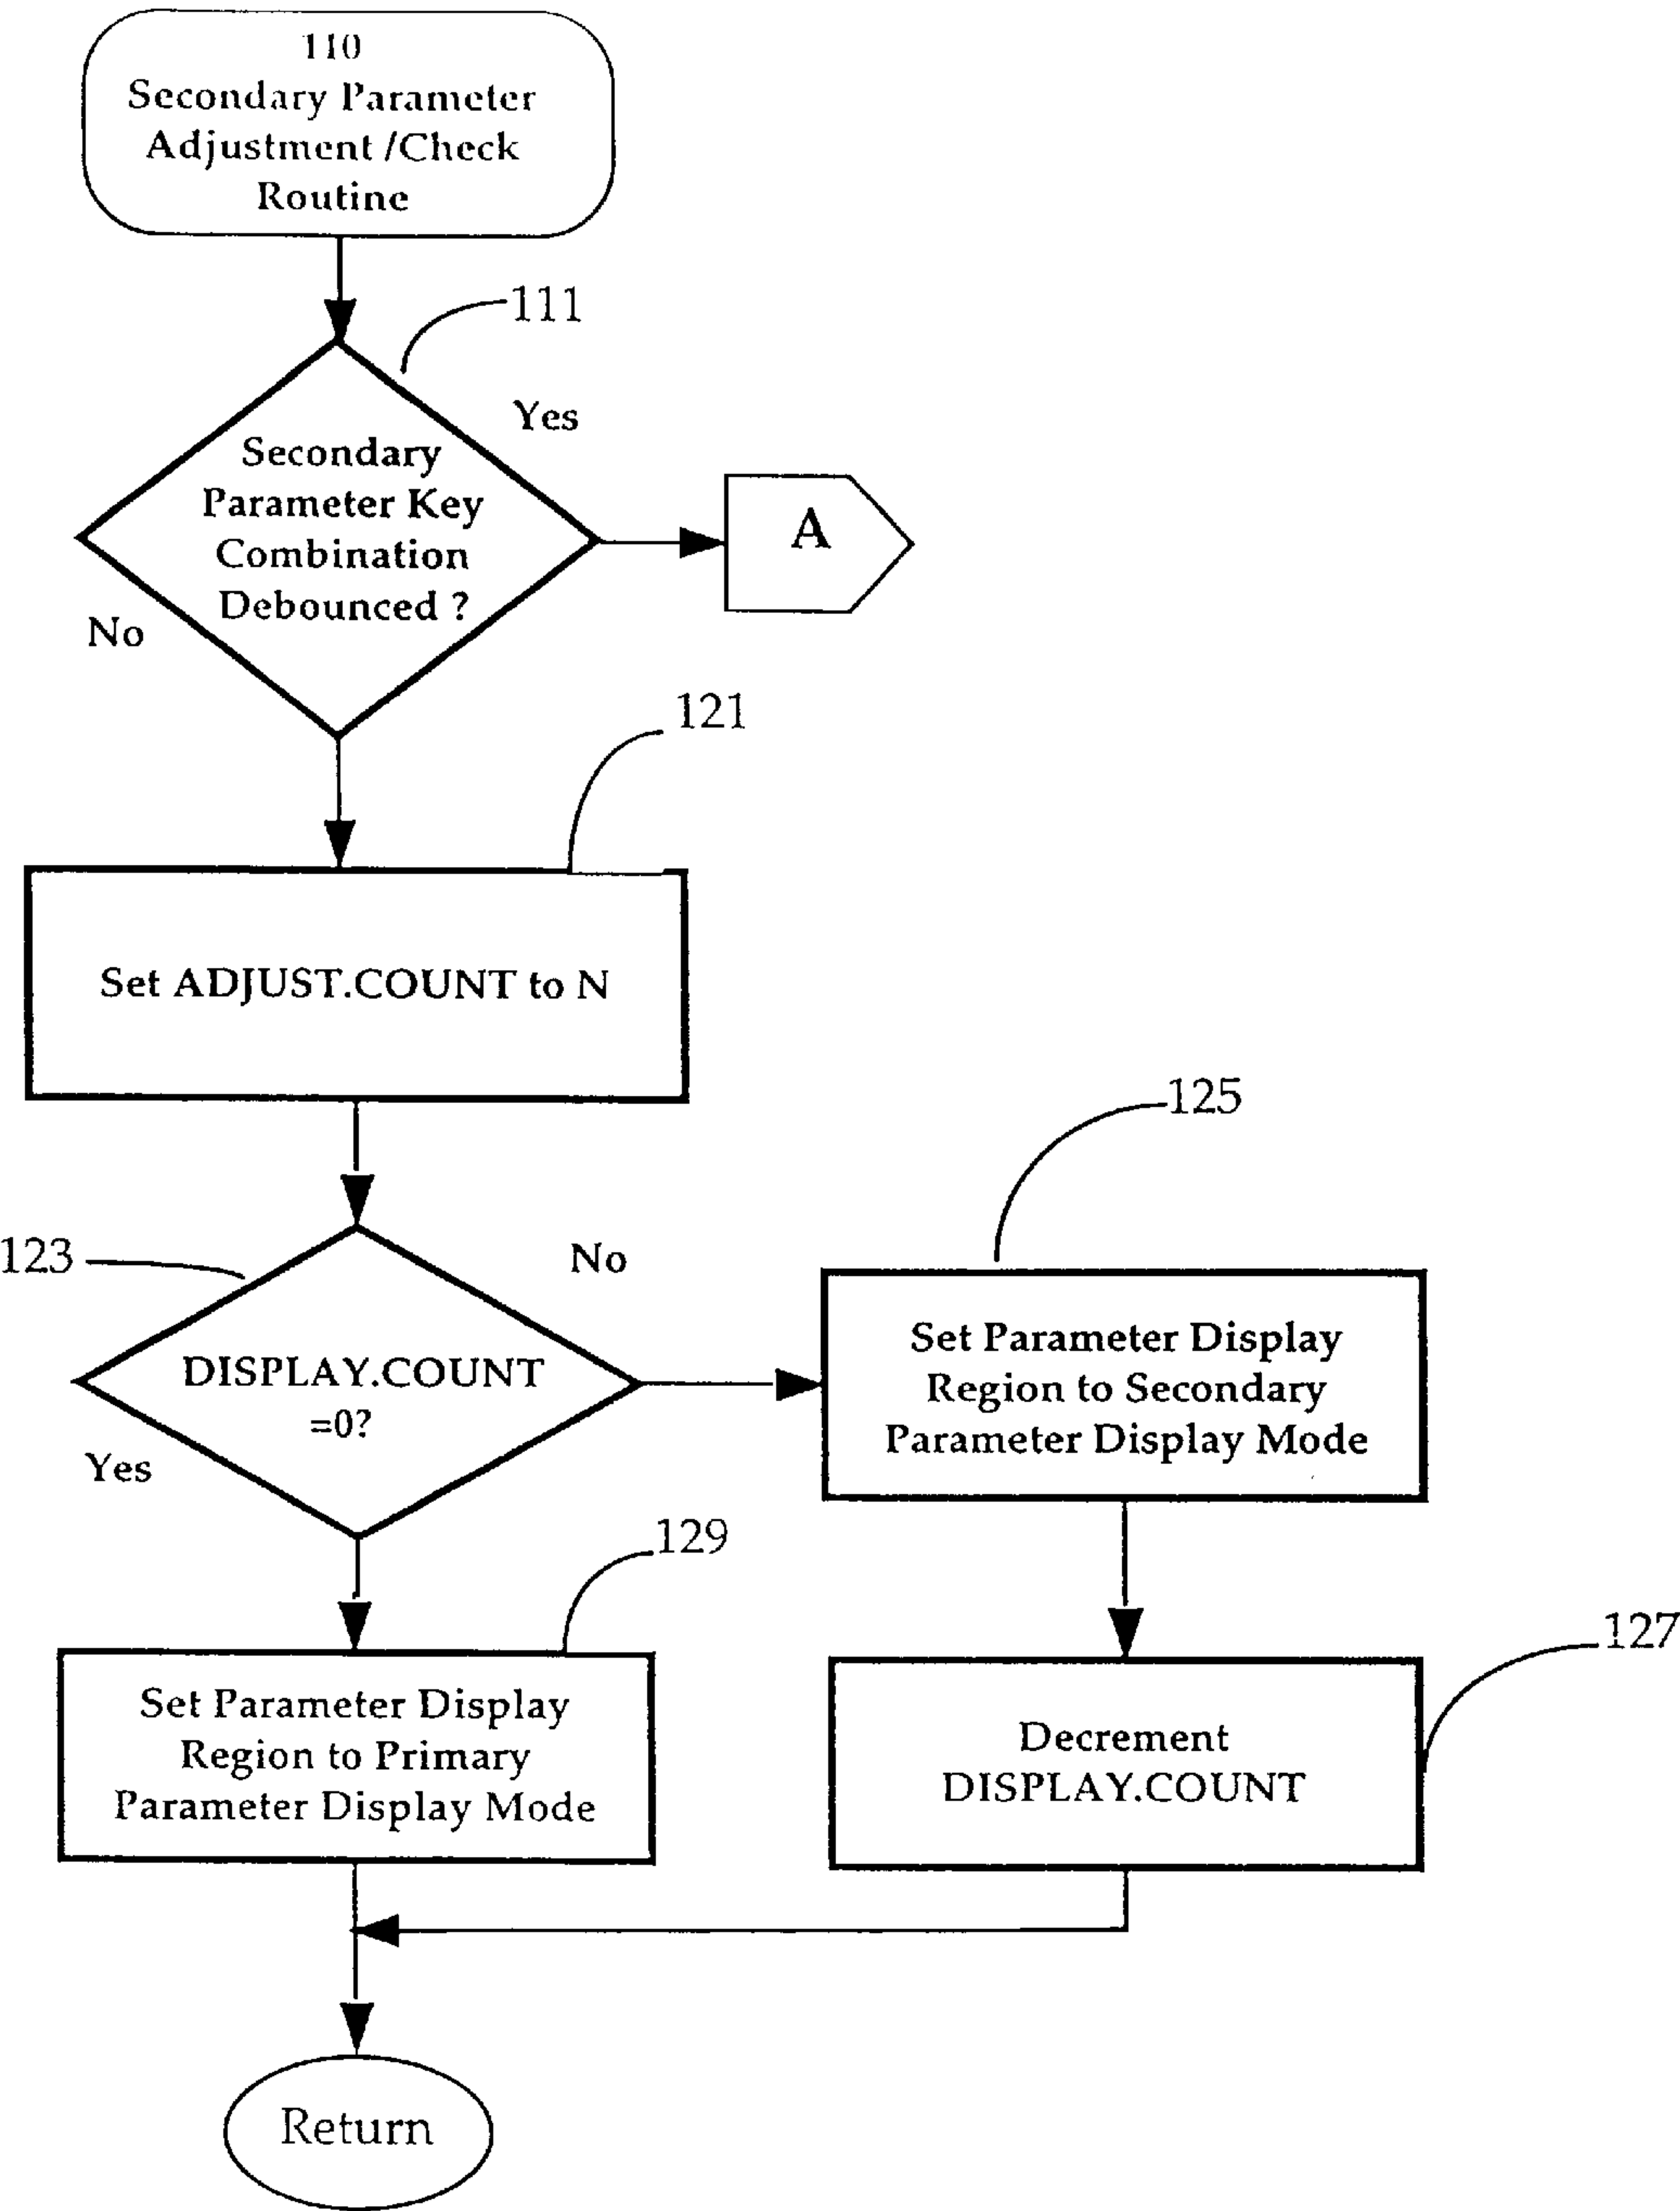 110
Secondary Parameter
Adjustment /Check
Routine
111
Yes
Secondary
Parameter Key
Combination
Debounced ?
No
A
121
Set ADJUST.COUNT to N
125
123
No
DISPLAY.COUNT
=0?
Yes
Set Parameter Display
Region to Secondary
Parameter Display Mode
129
127
Set Parameter Display
Region to Primary
Parameter Display Mode
Decrement
DISPLAY.COUNT
Return